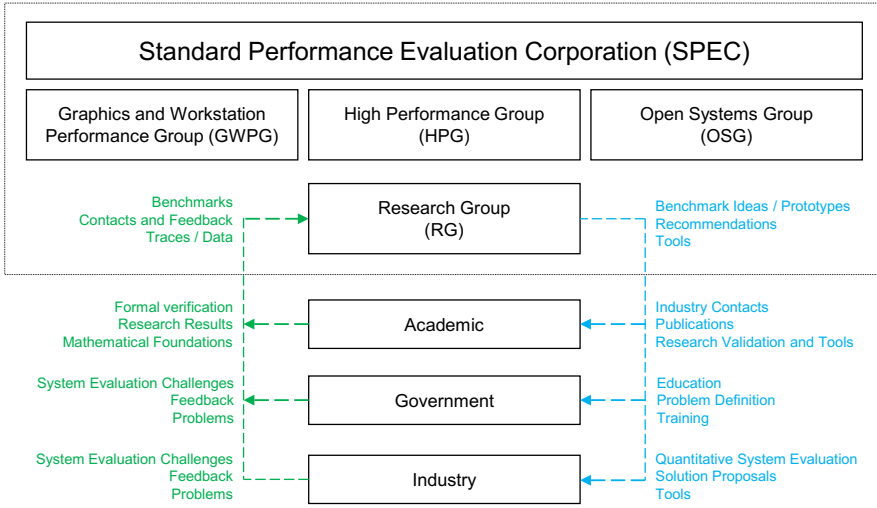 Standard Performance Evaluation Corporation (SPEC)
Graphics and Workstation
Performance Group (GWPG)
High Performance Group
(HPG)
Open Systems Group
(OSG)
Benchmarks
Contacts and Feedback
Traces / Data
Research Group
(RG)
Benchmark Ideas / Prototypes
Recommendations
Tools
Formal verification
Research Results
Mathematical Foundations
Academic
Industry Contacts
Publications
Research Validation and Tools
System Evaluation Challenges
Feedback
Problems
Government
Education
Problem Definition
Training
System Evaluation Challenges
Feedback
Problems
Industry
Quantitative System Evaluation
Solution Proposals
Tools